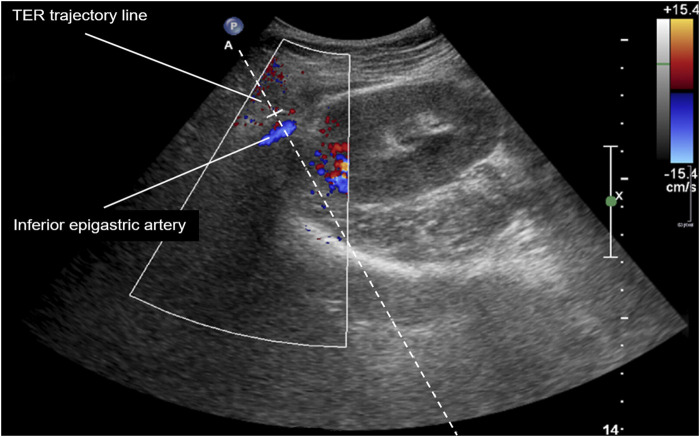 TER trajectory line
P
A
+15.4
-15.4
cm/s
Inferior epigastric artery
X
14